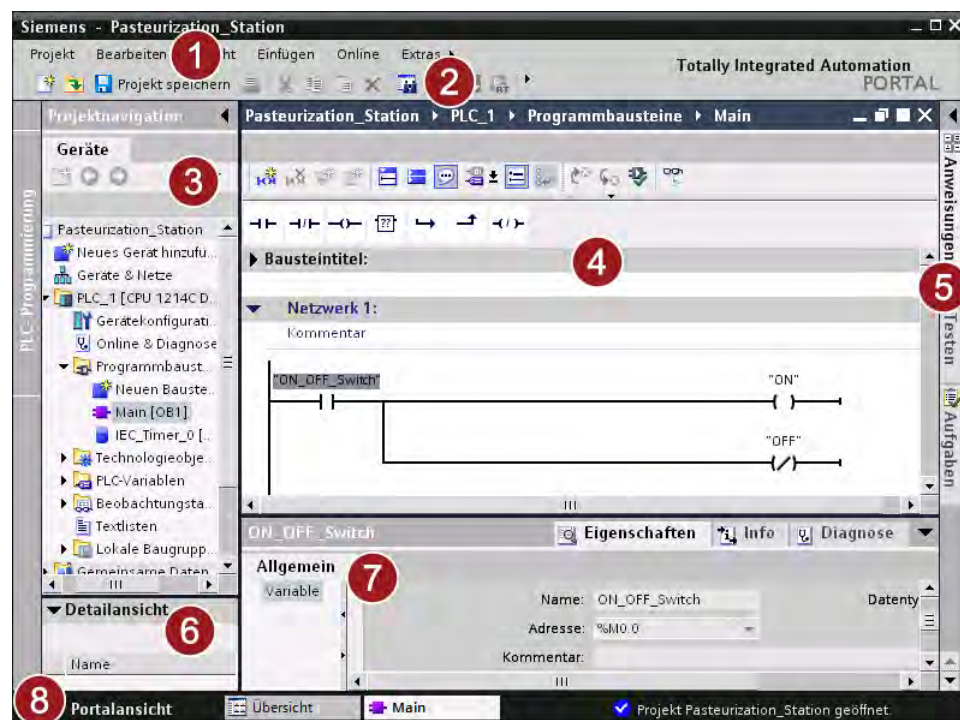 Siemens - Pasteurization_Station
Projekt Bearbeiten ht Einfügen Online Extras
1
2
Projekt speichern
Totally Integrated Automation
PORTAL
Projektnavigation
Pasteurization_Station PLC_1 Programmbausteine Main
Geräte
3
PLC-Programmierung
Pasteurization_Station
Neues Gerät hinzufü...
Geräte & Netze
PLC_1 [CPU 1214C D...
Gerätekonfigurati...
Online & Diagnose
Programmbaust...
Neuen Bauste...
Main [OB1]
IEC_Timer_0 [...
Technologieobje...
PLC-Variablen
Beobachtungsta...
Textlisten
Lokale Baugrupp...
Gemeinsame Daten
Bausteintitel:
4
Netzwerk 1:
Kommentar
"ON_OFF_Switch"
"ON"
"OFF"
Anweisungen
5
Testen
Aufgaben
ON_OFF_Switch
Eigenschaften Info Diagnose
Allgemein
7
Variable
Name: ON_OFF_Switch
Datenty
Adresse: %M0.0
Kommentar:
Detailansicht
6
Name
8
Portalansicht
Übersicht
Main
Projekt Pasteurization_Station geöffnet.